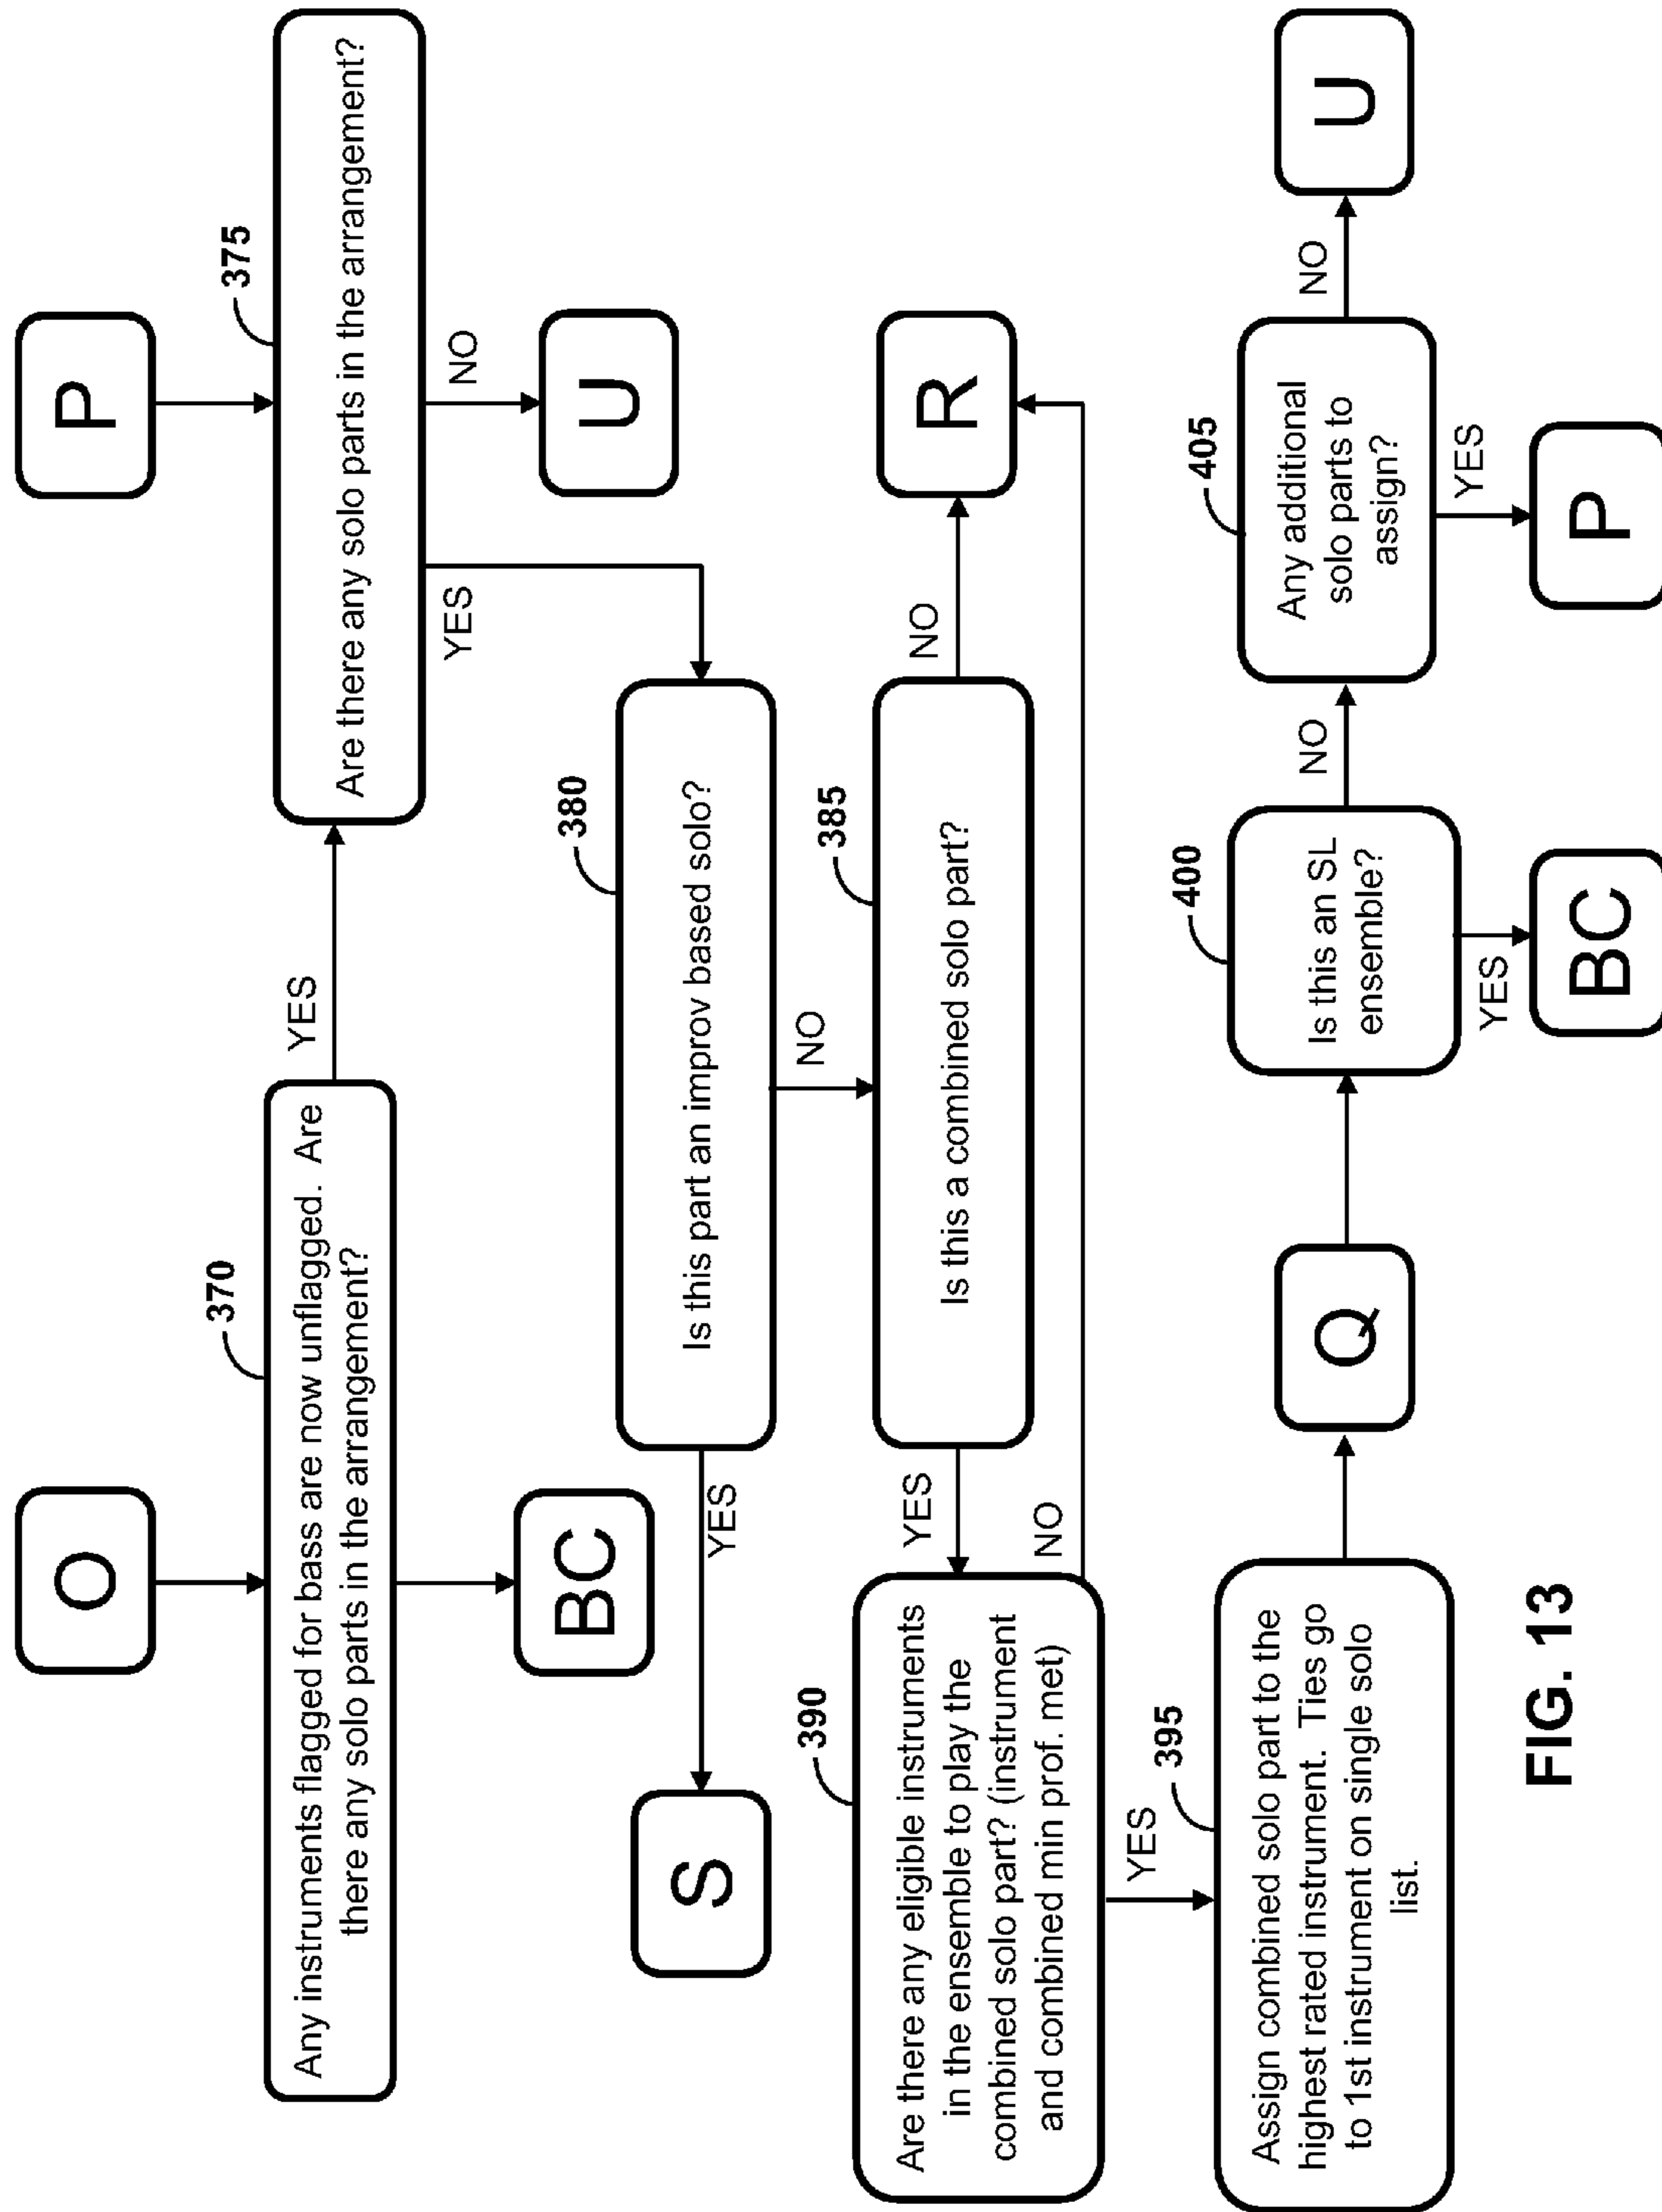 O
P
370
Any instruments flagged for bass are now unflagged.  Are
there any solo parts in the arrangement?
YES
375
Are there any solo parts in the arrangement?
BC
YES
NO
U
380
Is this part an improv based solo?
YES
S
NO
385
Is this a combined solo part?
YES
NO
R
390
Are there any eligible instruments
in the ensemble to play the
combined solo part? (instrument
and combined min prof. met)
NO
YES
395
Assign combined solo part to the
highest rated instrument.  Ties go
to 1st instrument on single solo
list.
Q
400
Is this an SL
ensemble?
NO
YES
BC
405
Any additional
solo parts to
assign?
NO
U
YES
P
FIG. 13